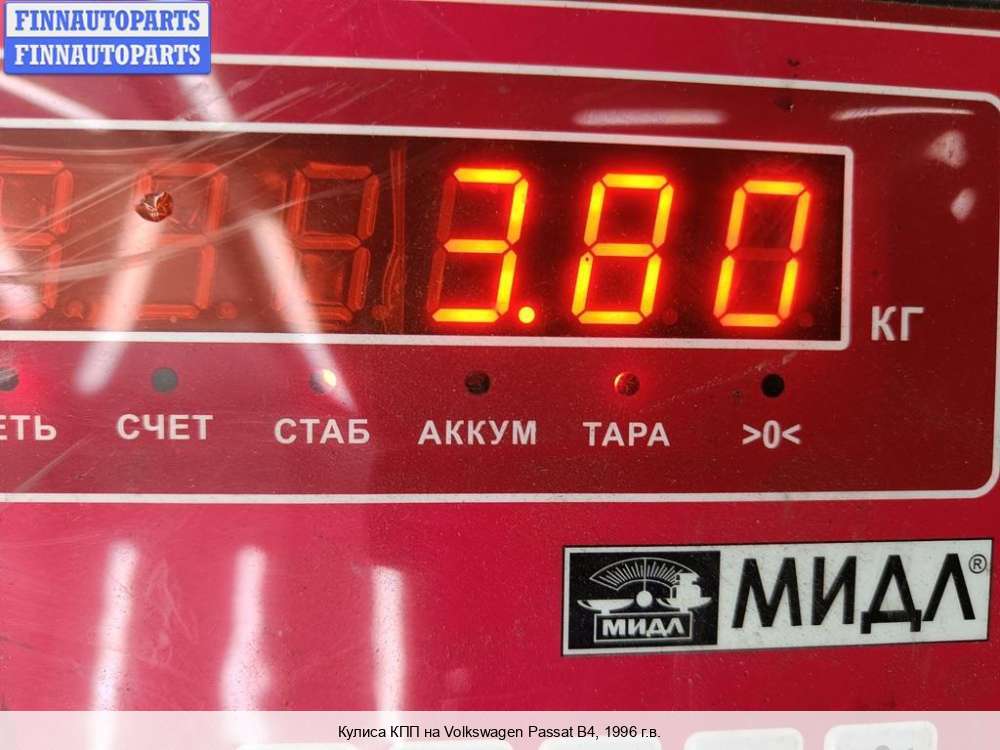 FINNAUTOPARTS
FINNAUTOPARTS
3.80
КГ
СЧЕТ СТАБ АККУМ ТАРА >0<
МИДЛ МИДЛ®
Кулиса КПП на Volkswagen Passat B4, 1996 г.в.